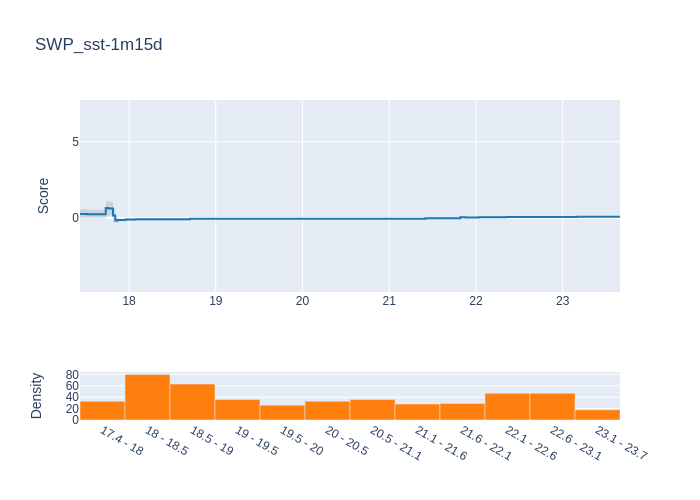 SWP_sst-1m15d
Score
5
0
18 19 20 21 22 23
Density
80
60
40
20
0
17.4 - 18
18 - 18.5
18.5 - 19
19 - 19.5
19.5 - 20
20 - 20.5
20.5 - 21.1
21.1 - 21.6
21.6 - 22.1
22.1 - 22.6
22.6 - 23.1
23.1 - 23.7